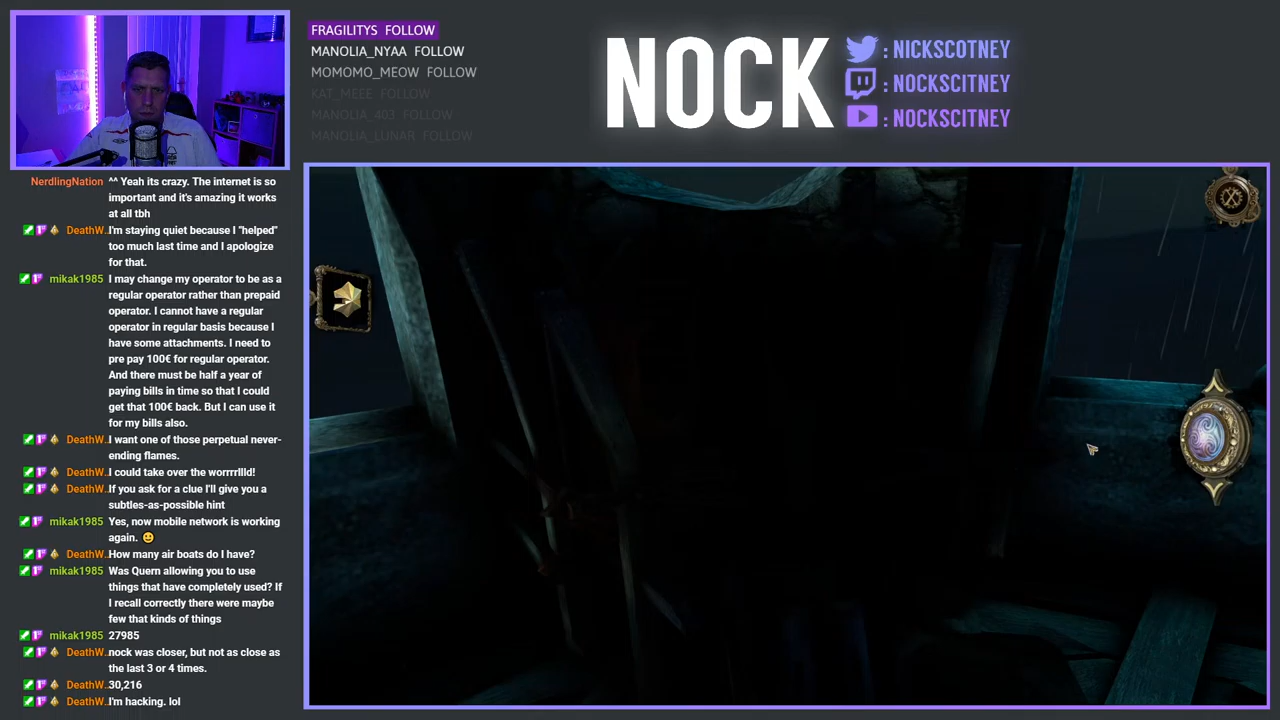 FRAGILITYS FOLLOW
MANOLIA_NYAA FOLLOW
MOMOMO_MEOW FOLLOW
KAT_MEEE FOLLOW
MANOLIA_403 FOLLOW
MANOLIA_LUNAR FOLLOW
NOCK
: NICKSCOTNEY
: NOCKSCITNEY
: NOCKSCITNEY
NerdlingNation ^^ Yeah its crazy. The internet is so
important and it's amazing it works
at all tbh
DeathW.. I'm staying quiet because I "helped"
too much last time and I apologize
for that.
mikak1985 I may change my operator to be as a
regular operator rather than prepaid
operator. I cannot have a regular
operator in regular basis because I
have some attachments. I need to
pre pay 100€ for regular operator.
And there must be half a year of
paying bills in time so that I could
get that 100€ back. But I can use it
for my bills also.
DeathW.. I want one of those perpetual never-
ending flames.
DeathW.. I could take over the worrrrllld!
DeathW.. If you ask for a clue I'll give you a
subtles-as-possible hint
mikak1985 Yes, now mobile network is working
again.
DeathW.. How many air boats do I have?
mikak1985 Was Quern allowing you to use
things that have completely used? If
I recall correctly there were maybe
few that kinds of things
mikak1985 27985
DeathW.. nock was closer, but not as close as
the last 3 or 4 times.
DeathW.. 30,216
DeathW.. I'm hacking. lol